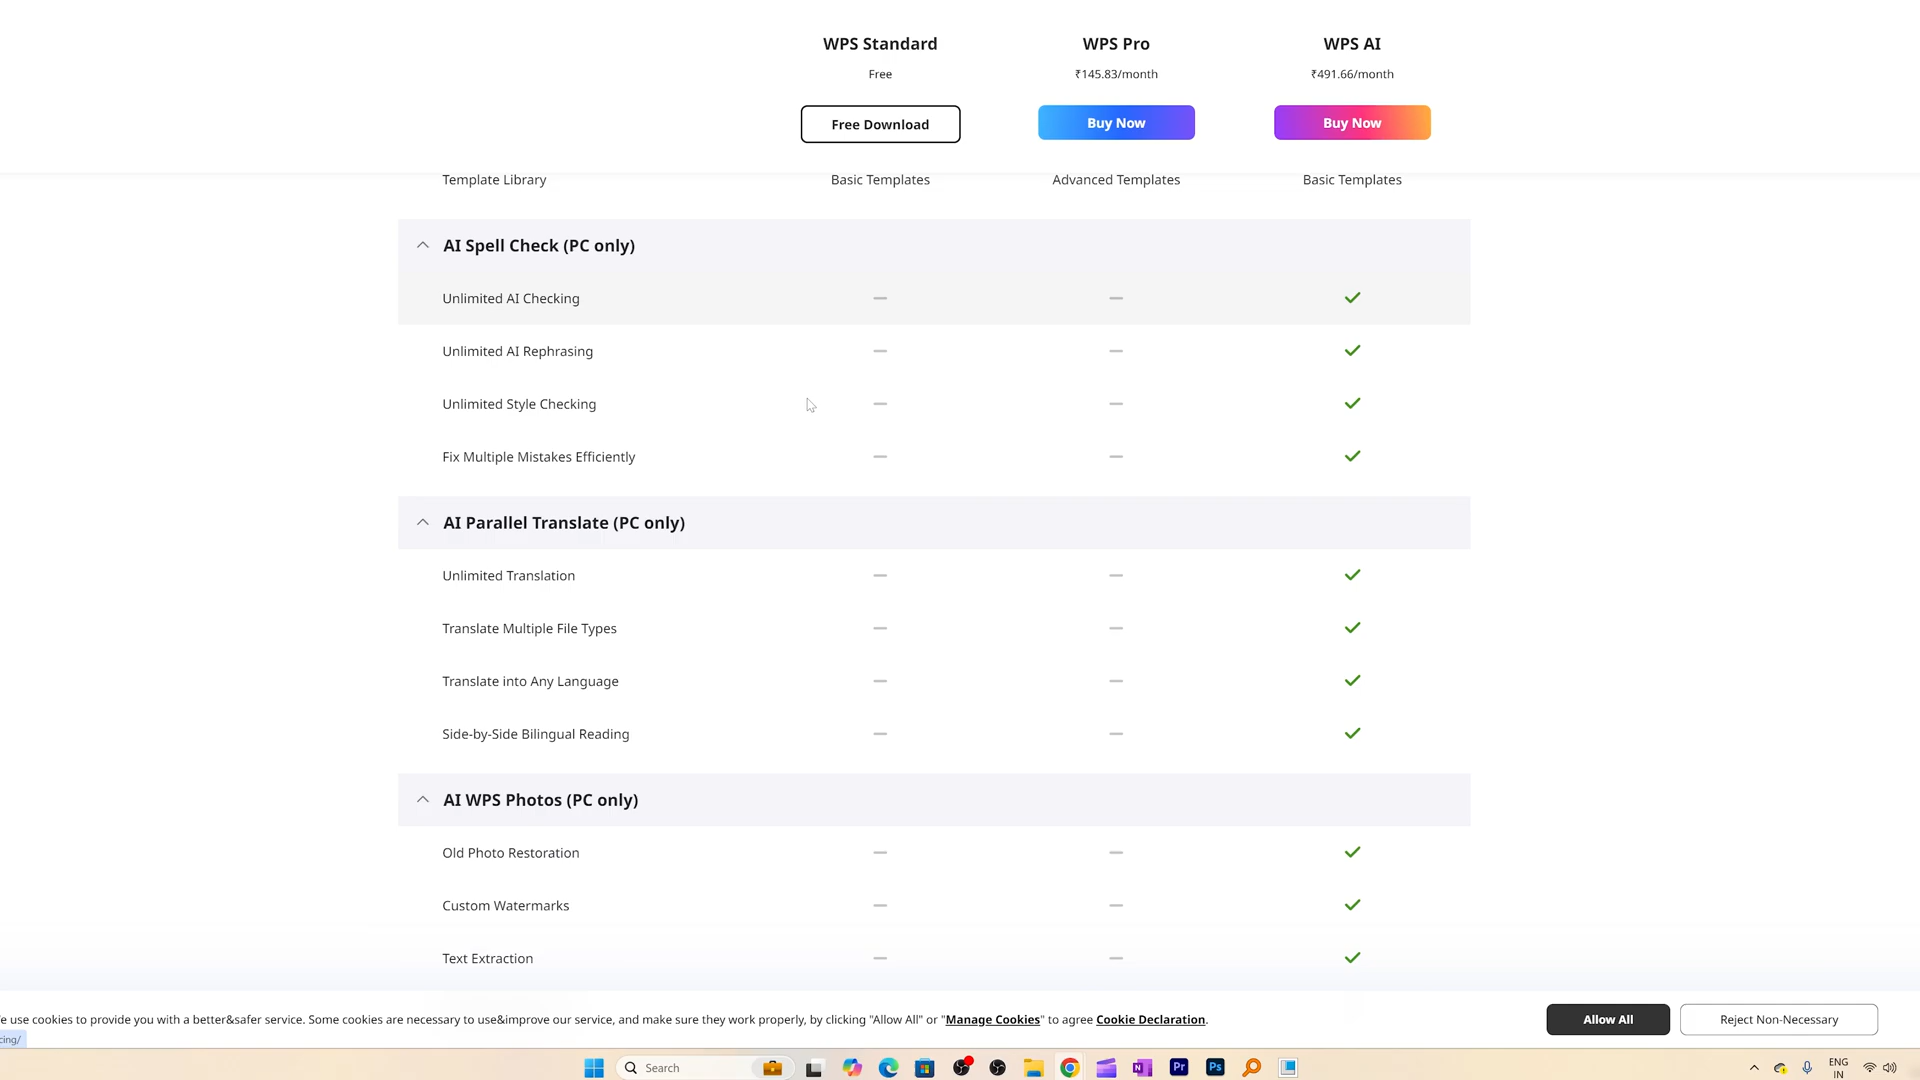 WPS Standard WPS Pro WPS AI
Free ₹145.83/month ₹491.66/month
Free Download Buy Now Buy Now
Template Library Basic Templates Advanced Templates Basic Templates
AI Spell Check (PC only)
Unlimited AI Checking
Unlimited AI Rephrasing
Unlimited Style Checking
Fix Multiple Mistakes Efficiently
AI Parallel Translate (PC only)
Unlimited Translation
Translate Multiple File Types
Translate into Any Language
Side-by-Side Bilingual Reading
AI WPS Photos (PC only)
Old Photo Restoration
Custom Watermarks
Text Extraction
e use cookies to provide you with a better&safer service. Some cookies are necessary to use&improve our service, and make sure they work properly, by clicking "Allow All" or "Manage Cookies" to agree Cookie Declaration.
Allow All Reject Non-Necessary
cing/
Search
N Pr Ps
ENG
IN